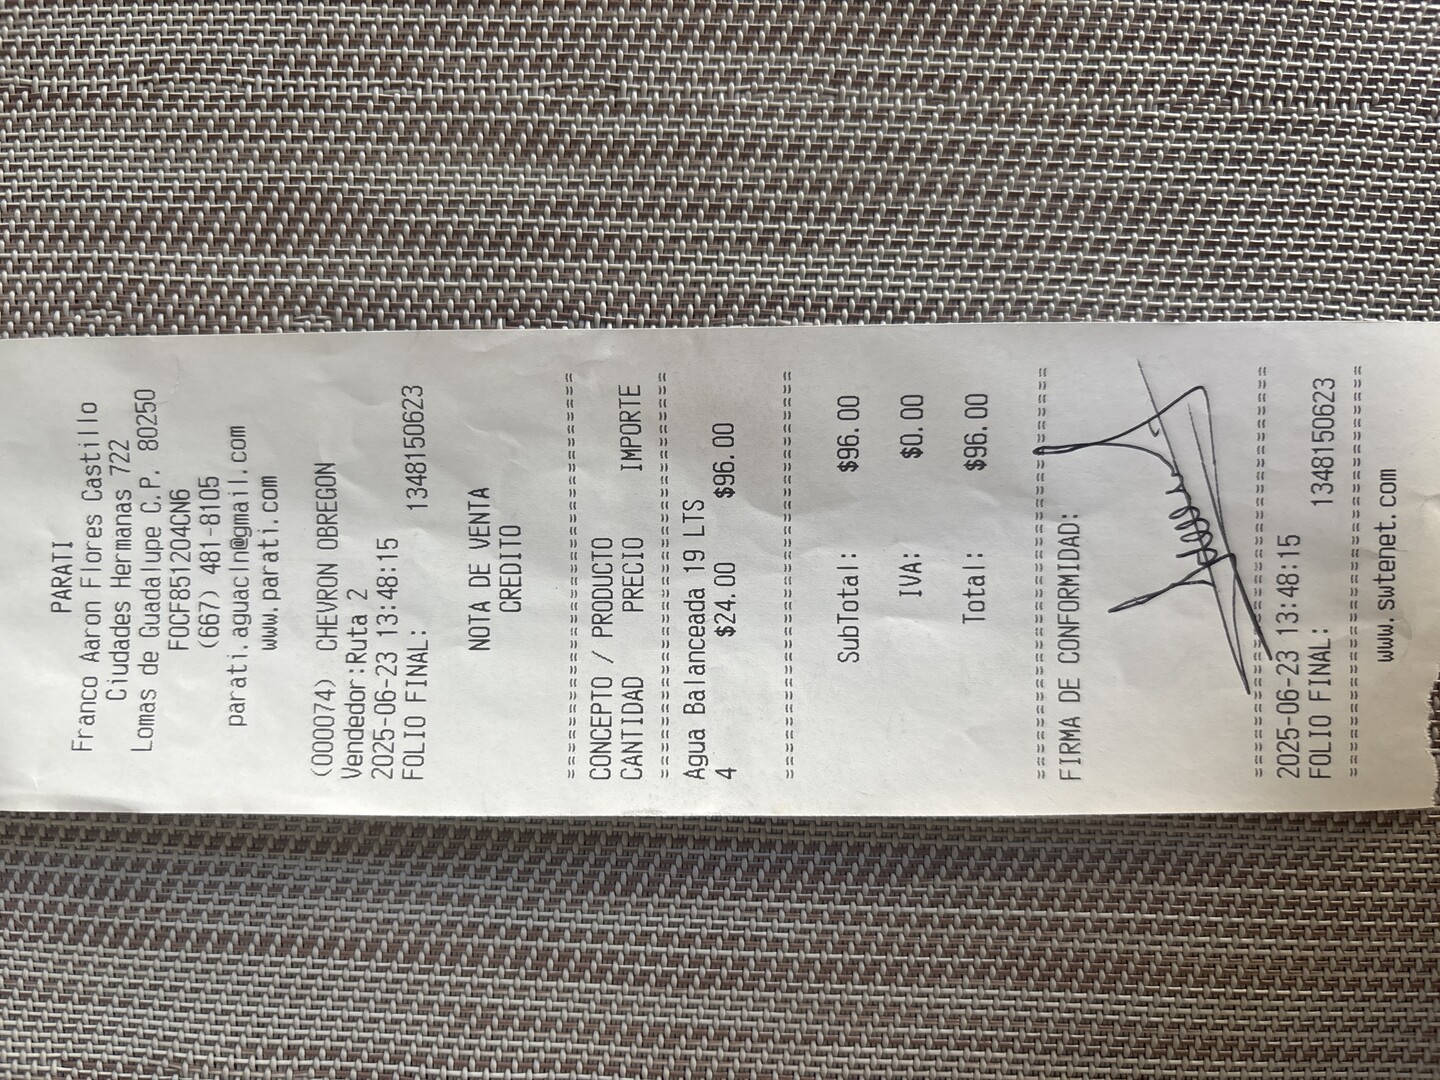 PARATI
Franco Aaron Flores Castillo
Ciudades Hermanas 722
Lomas de Guadalupe C.P. 80250
FOCF851204CN6
(667) 481-8105
parati.aguacln@gmail.com
www.parati.com
(000074) CHEVRON OBREGON
Vendedor:Ruta 2
2025-06-23 13:48:15
FOLIO FINAL: 1348150623
NOTA DE VENTA
CREDITO
==============================
CONCEPTO / PRODUCTO
CANTIDAD PRECIO IMPORTE
==============================
Agua Balanceada 19 LTS
4 $24.00 $96.00
==============================
SubTotal: $96.00
IVA: $0.00
Total: $96.00
==============================
FIRMA DE CONFORMIDAD:
==============================
2025-06-23 13:48:15
FOLIO FINAL: 1348150623
==============================
www.swtenet.com